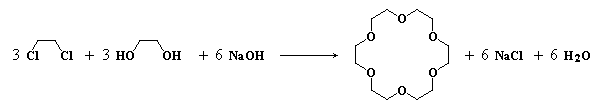 3 Cl Cl + 3 HO OH + 6 NaOH O O O O O O + 6 NaCl + 6 H2O